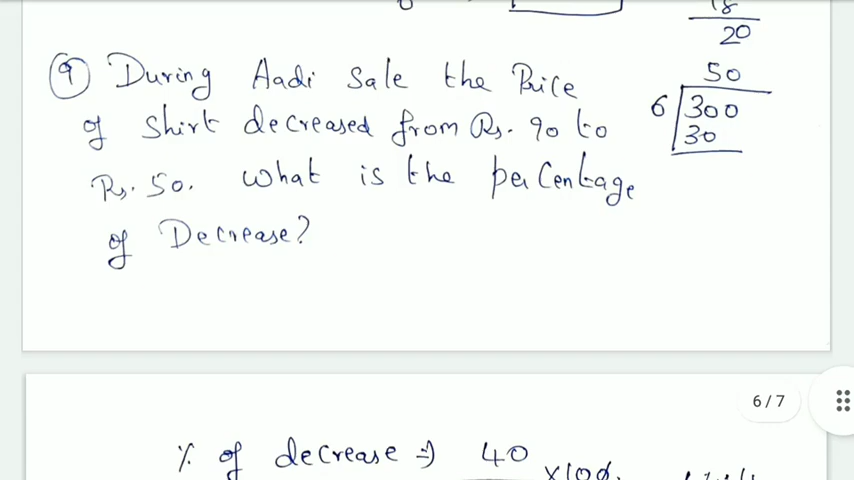 18
20
9 During Aadi Sale the Price
of Shirt decreased from Rs. 90 to
Rs. 50. What is the percentage
of Decrease?
50
6 300
30
6/7
% of decrease ⇒ 40 ×100